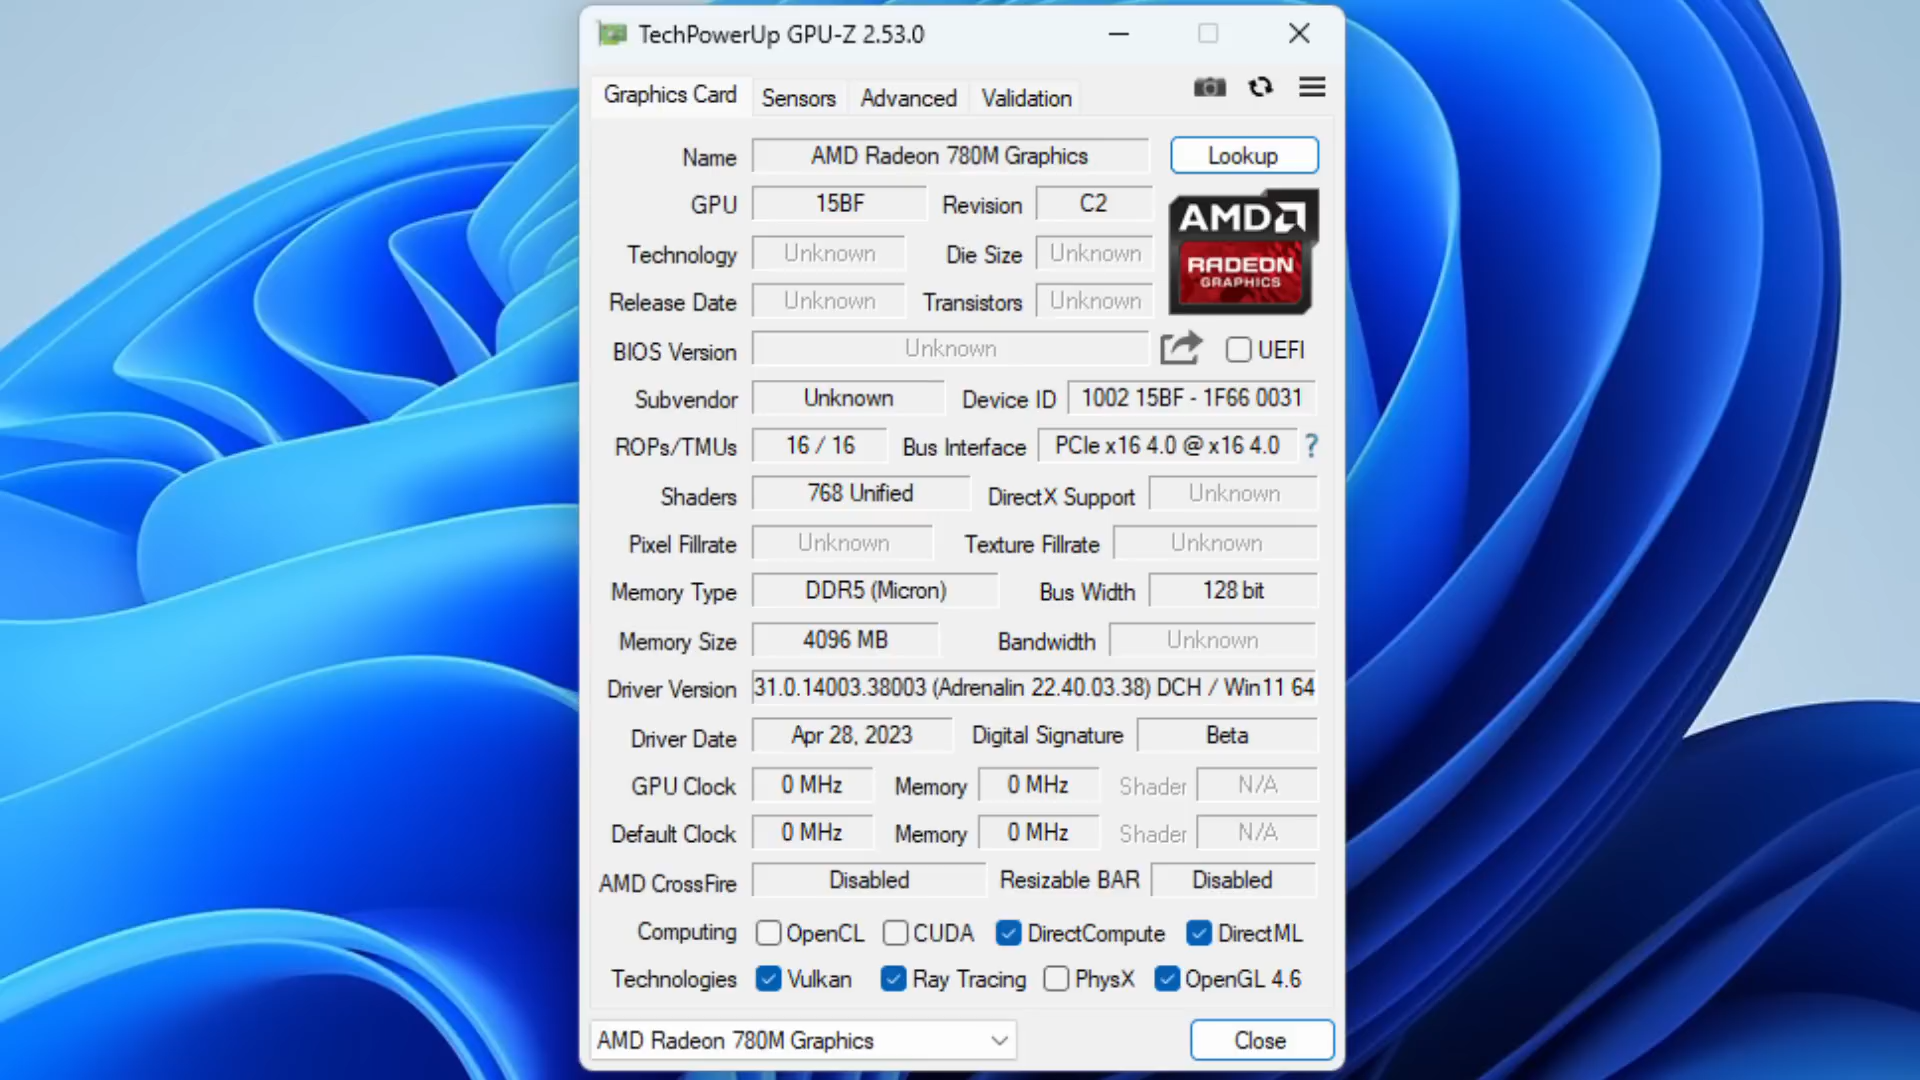 TechPowerUp GPU-Z 2.53.0
Graphics Card Sensors Advanced Validation
Name AMD Radeon 780M Graphics Lookup
GPU 15BF Revision C2
AMD
RADEON
GRAPHICS
Technology Unknown Die Size Unknown
Release Date Unknown Transistors Unknown
BIOS Version Unknown UEFI
Subvendor Unknown Device ID 1002 15BF - 1F66 0031
ROPs/TMUs 16 / 16 Bus Interface PCIe x16 4.0 @ x16 4.0 ?
Shaders 768 Unified DirectX Support Unknown
Pixel Fillrate Unknown Texture Fillrate Unknown
Memory Type DDR5 (Micron) Bus Width 128 bit
Memory Size 4096 MB Bandwidth Unknown
Driver Version 31.0.14003.38003 (Adrenalin 22.40.03.38) DCH / Win11 64
Driver Date Apr 28, 2023 Digital Signature Beta
GPU Clock 0 MHz Memory 0 MHz Shader N/A
Default Clock 0 MHz Memory 0 MHz Shader N/A
AMD CrossFire Disabled Resizable BAR Disabled
Computing OpenCL CUDA DirectCompute DirectML
Technologies Vulkan Ray Tracing PhysX OpenGL 4.6
AMD Radeon 780M Graphics Close